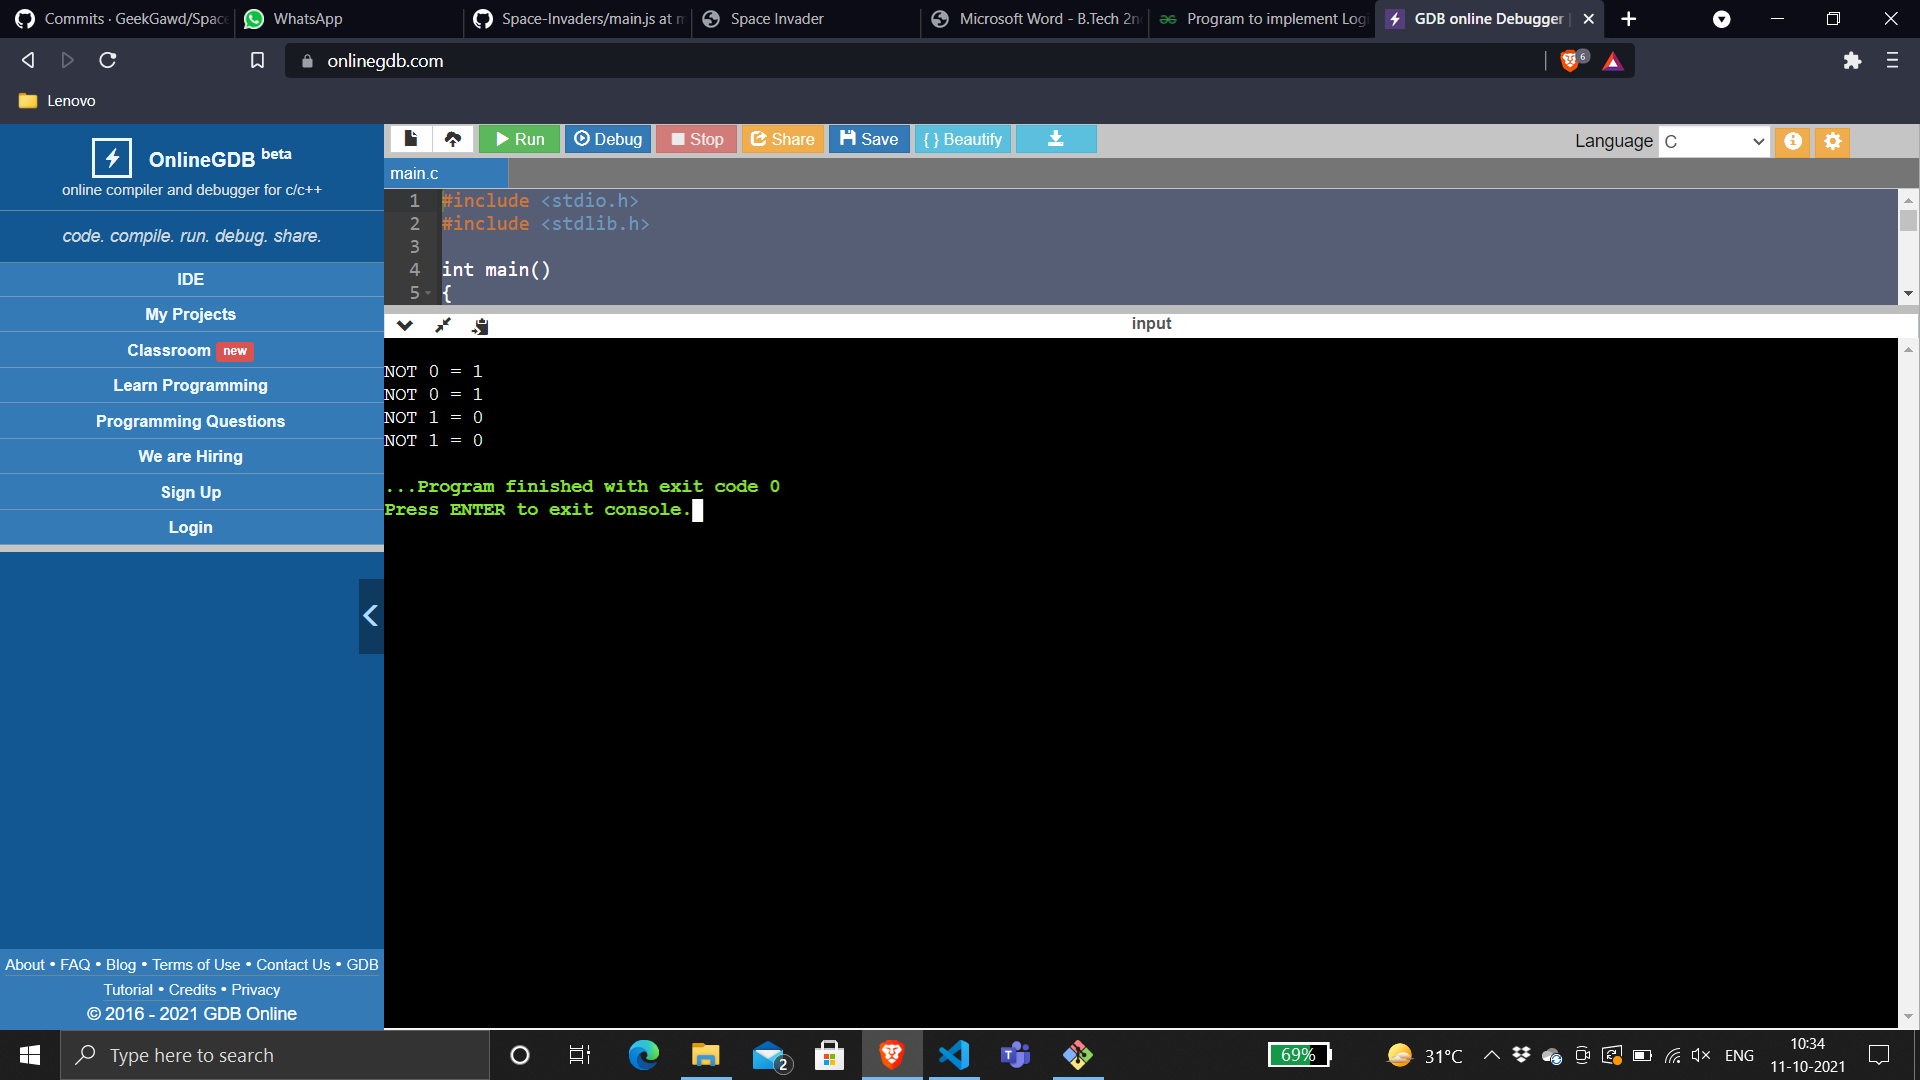 Commits · GeekGawd/Space
WhatsApp
Space-Invaders/main.js at m
Space Invader
Microsoft Word - B.Tech 2n
Program to implement Logi
GDB online Debugger |
onlinegdb.com
6
Lenovo
OnlineGDB beta
online compiler and debugger for c/c++
code. compile. run. debug. share.
IDE
My Projects
Classroom new
Learn Programming
Programming Questions
We are Hiring
Sign Up
Login
About • FAQ • Blog • Terms of Use • Contact Us • GDB
Tutorial • Credits • Privacy
© 2016 - 2021 GDB Online
Run
Debug
Stop
Share
Save
{ } Beautify
Language C
main.c
1 #include <stdio.h>
2 #include <stdlib.h>
3
4 int main()
5 {
input
NOT 0 = 1
NOT 0 = 1
NOT 1 = 0
NOT 1 = 0
...Program finished with exit code 0
Press ENTER to exit console.
Type here to search
2
69%
31°C
ENG
10:34
11-10-2021